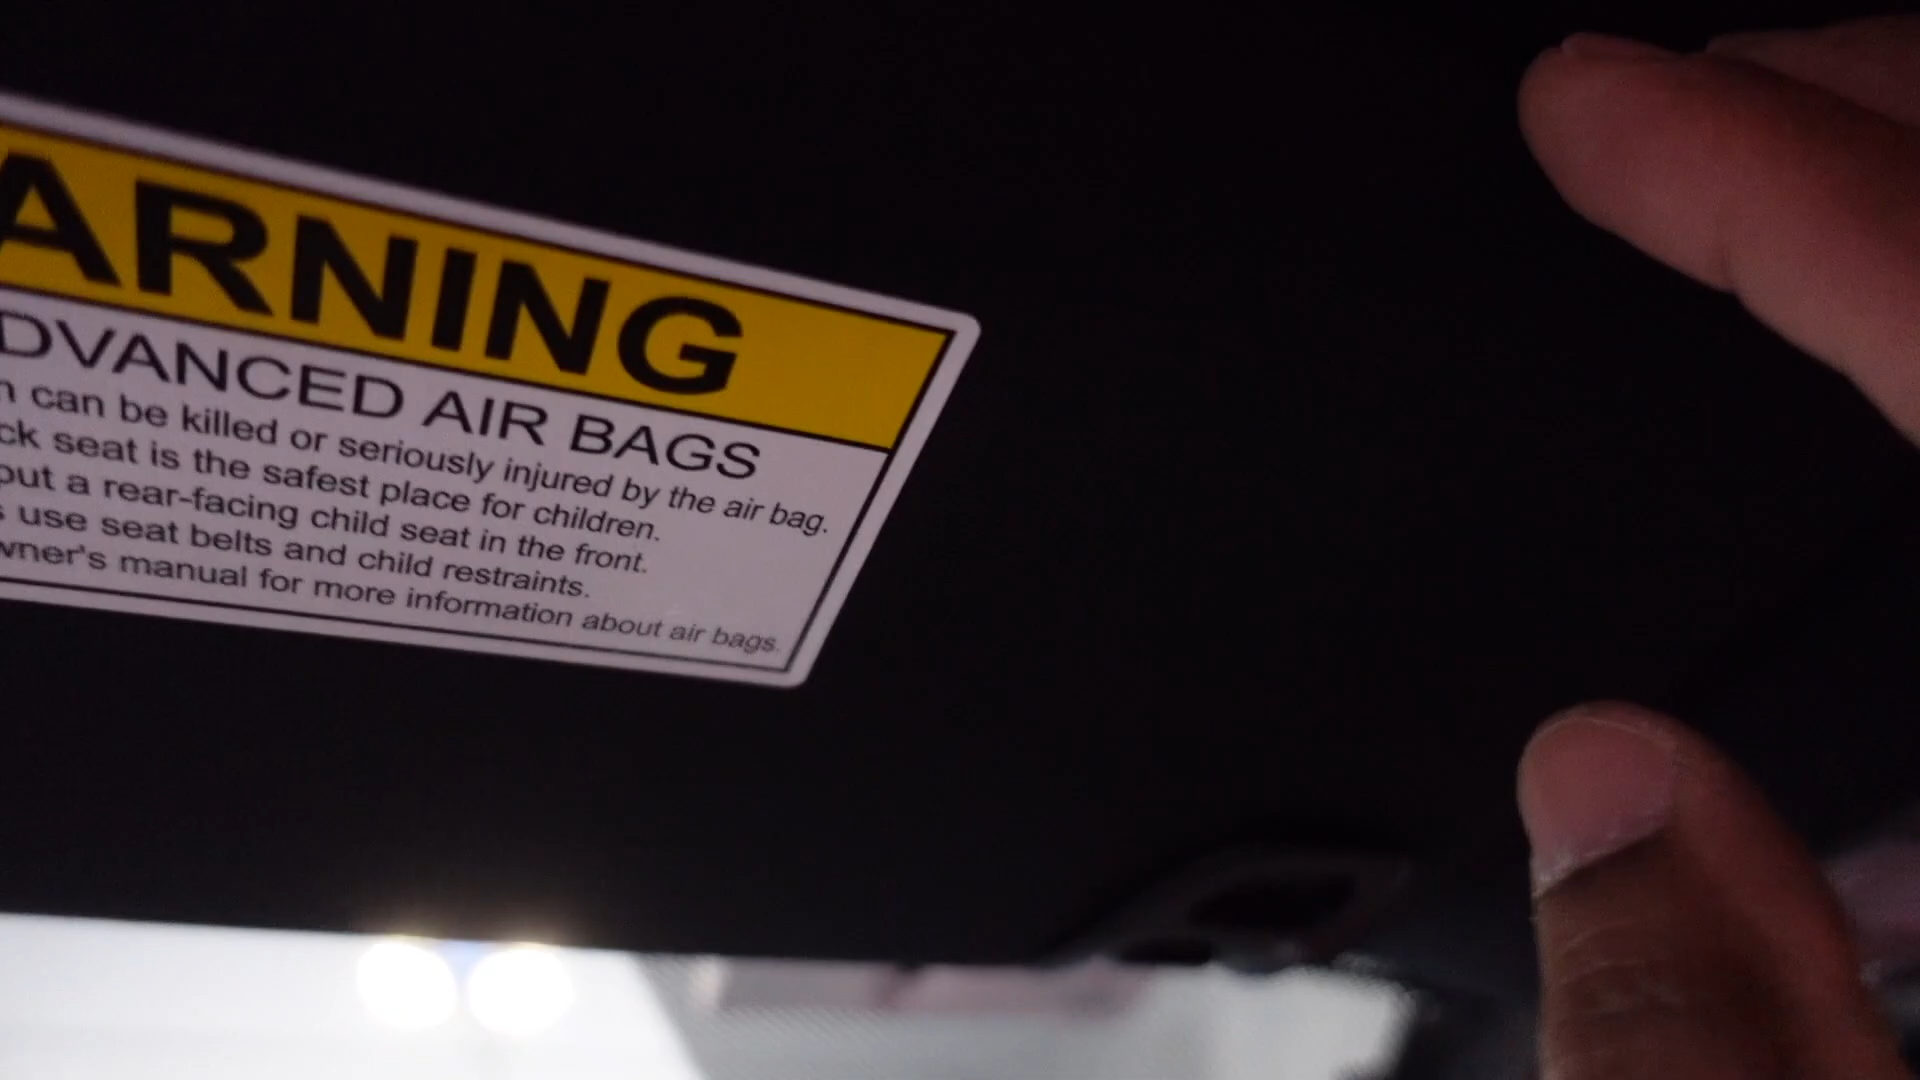 ARNING
DVANCED AIR BAGS
can be killed or seriously injured by the air bag.
ck seat is the safest place for children.
put a rear-facing child seat in the front.
s use seat belts and child restraints.
wner's manual for more information about air bags.